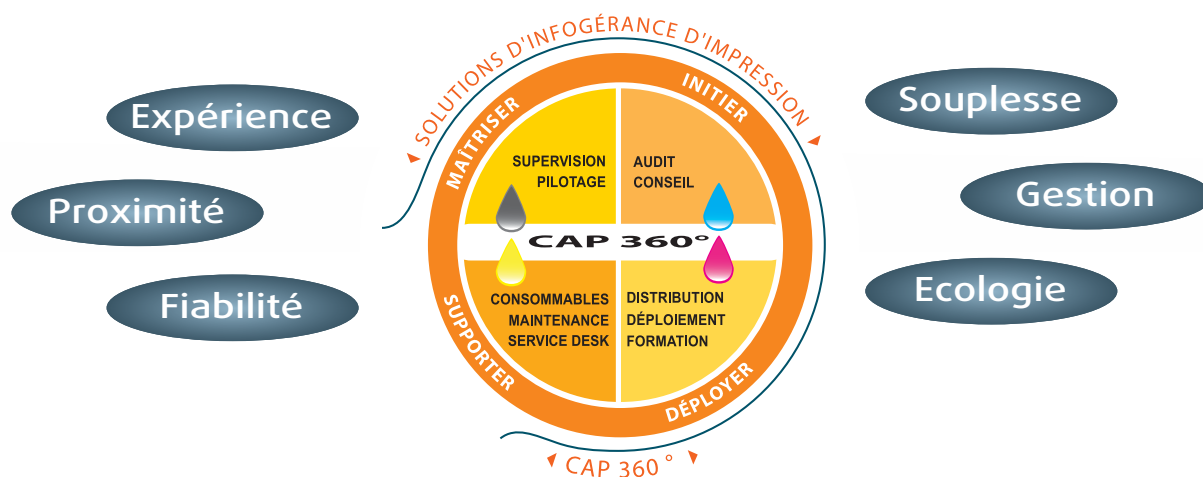 SOLUTIONS D'INFOGÉRANCE D'IMPRESSION
Expérience
Proximité
Fiabilité
MAÎTRISER
INITIER
SUPERVISION
PILOTAGE
AUDIT
CONSEIL
CAP 360°
CONSOMMABLES
MAINTENANCE
SERVICE DESK
DISTRIBUTION
DÉPLOIEMENT
FORMATION
SUPPORTER
DÉPLOYER
CAP 360 °
Souplesse
Gestion
Ecologie